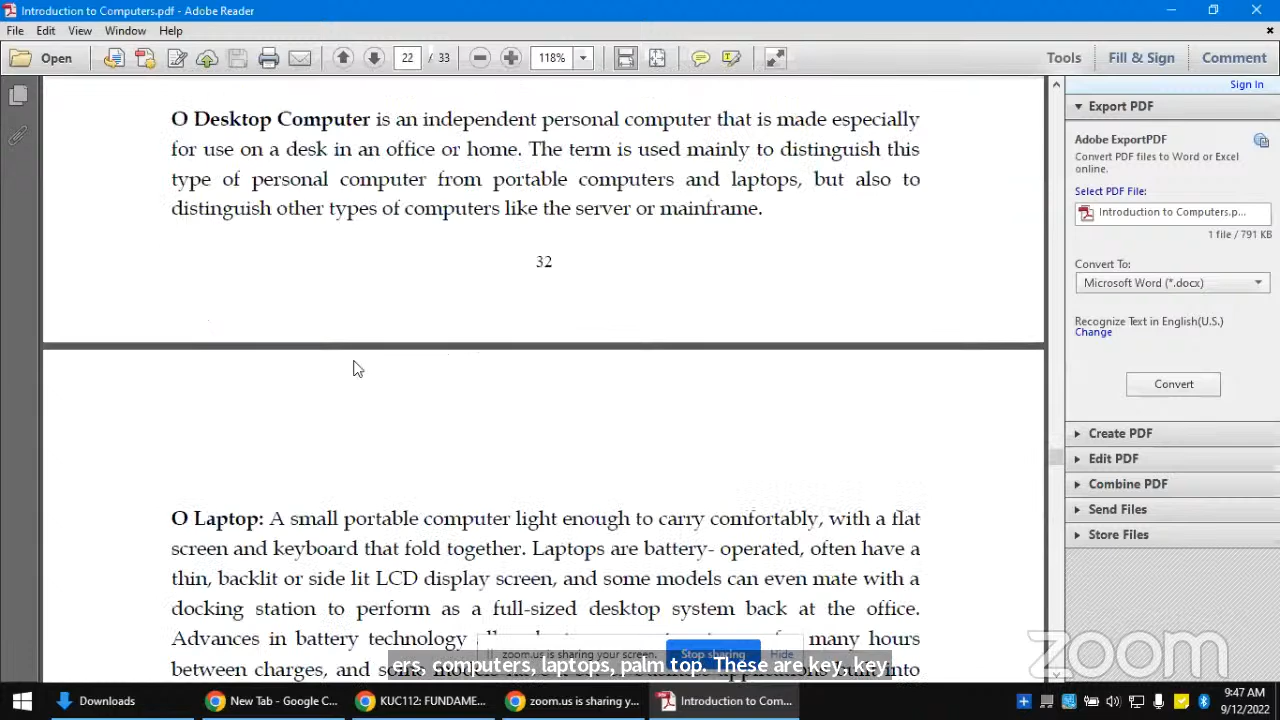 Introduction to Computers.pdf - Adobe Reader
File Edit View Window Help
Open 22 / 33 118% Tools Fill & Sign Comment
Sign In
O Desktop Computer is an independent personal computer that is made especially
for use on a desk in an office or home. The term is used mainly to distinguish this
type of personal computer from portable computers and laptops, but also to
distinguish other types of computers like the server or mainframe.
32
O Laptop: A small portable computer light enough to carry comfortably, with a flat
screen and keyboard that fold together. Laptops are battery- operated, often have a
thin, backlit or side lit LCD display screen, and some models can even mate with a
docking station to perform as a full-sized desktop system back at the office.
Advances in battery technology many hours
between charges, and some models
Export PDF
Adobe ExportPDF
Convert PDF files to Word or Excel
online.
Select PDF File:
Introduction to Computers.p...
1 file / 791 KB
Convert To:
Microsoft Word (*.docx)
Recognize Text in English(U.S.)
Change
Convert
Create PDF
Edit PDF
Combine PDF
Send Files
Store Files
zoom.us is sharing your screen. Stop sharing Hide
ers, computers, laptops, palm top. These are key, key
zoom
Downloads New Tab - Google C... KUC112: FUNDAME... zoom.us is sharing y... Introduction to Com...
9:47 AM
9/12/2022